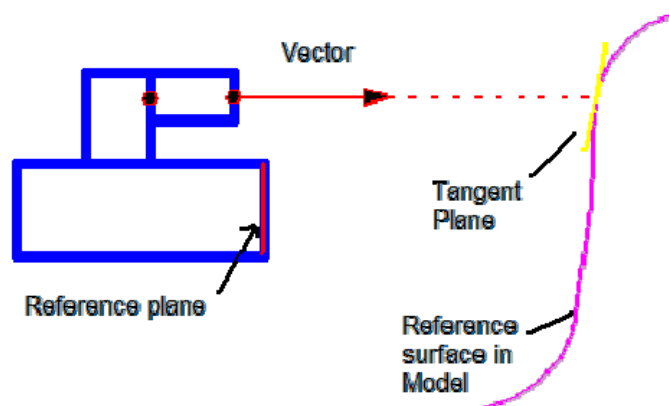 Vector
Tangent
Plane
Reference plane
Reference
surface in
Model